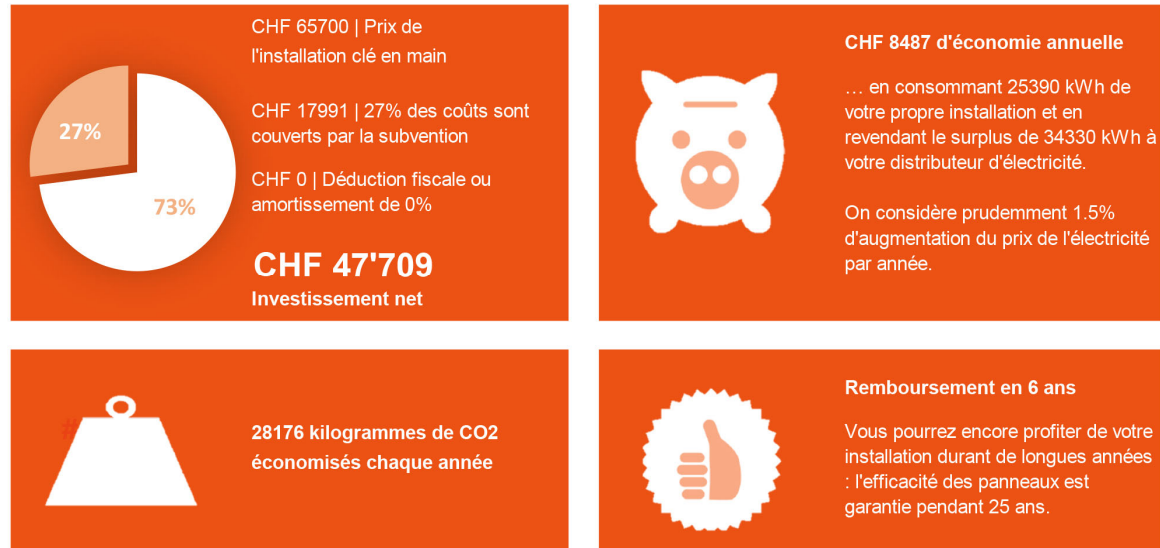 CHF 65700 | Prix de
l'installation clé en main
CHF 17991 | 27% des coûts sont
couverts par la subvention
CHF 0 | Déduction fiscale ou
amortissement de 0%
CHF 47'709
Investissement net
27%
73%
CHF 8487 d'économie annuelle
… en consommant 25390 kWh de
votre propre installation et en
revendant le surplus de 34330 kWh à
votre distributeur d'électricité.
On considère prudemment 1.5%
d'augmentation du prix de l'électricité
par année.
#
28176 kilogrammes de CO2
économisés chaque année
Remboursement en 6 ans
Vous pourrez encore profiter de votre
installation durant de longues années
: l'efficacité des panneaux est
garantie pendant 25 ans.